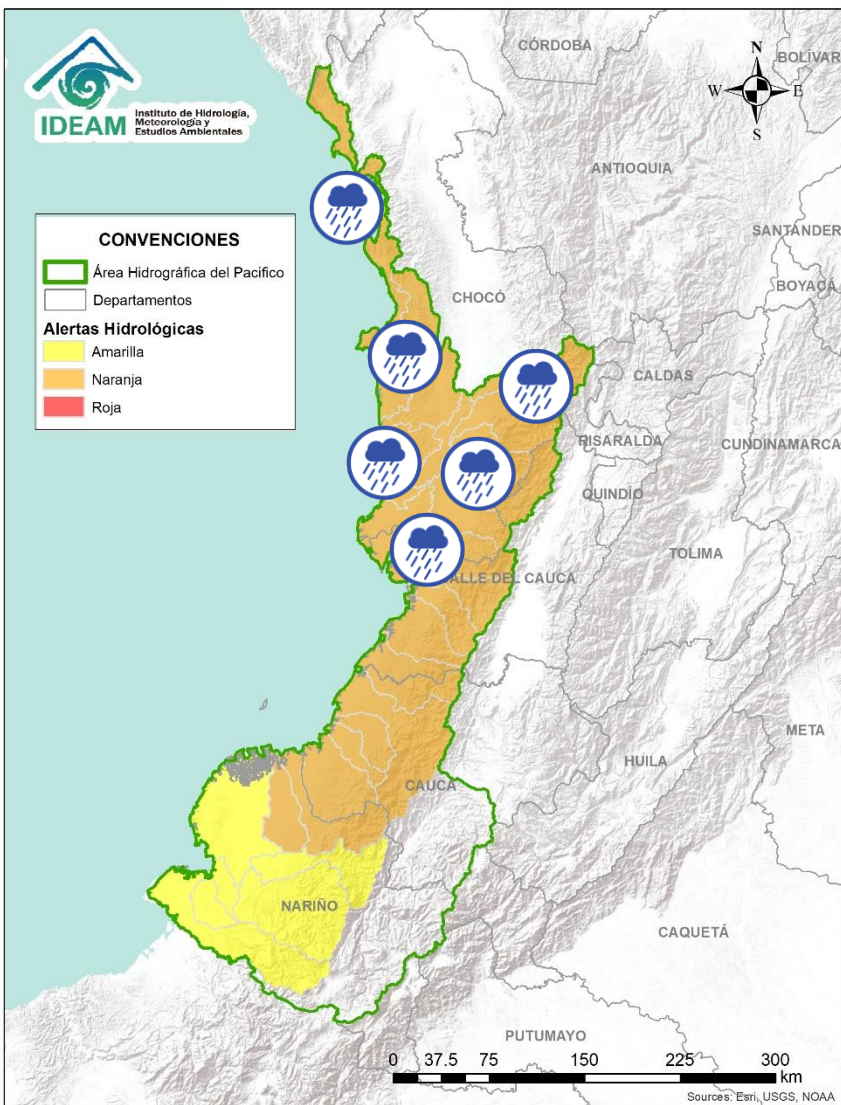 IDEAM
Instituto de Hidrología,
Meteorología y
Estudios Ambientales
CÓRDOBA
BOLÍVAR
N
W
E
S
ANTIOQUIA
SANTANDER
BOYACÁ
CONVENCIONES
Área Hidrográfica del Pacifico
Departamentos
Alertas Hidrológicas
Amarilla
Naranja
Roja
CHOCÓ
CALDAS
RISARALDA
CUNDINAMARCA
QUINDÍO
TOLIMA
ALLE DEL CAUCA
META
HUILA
CAUCA
NARIÑO
CAQUETÁ
PUTUMAYO
0 37.5 75 150 225 300
km
Sources: Esri, USGS, NOAA